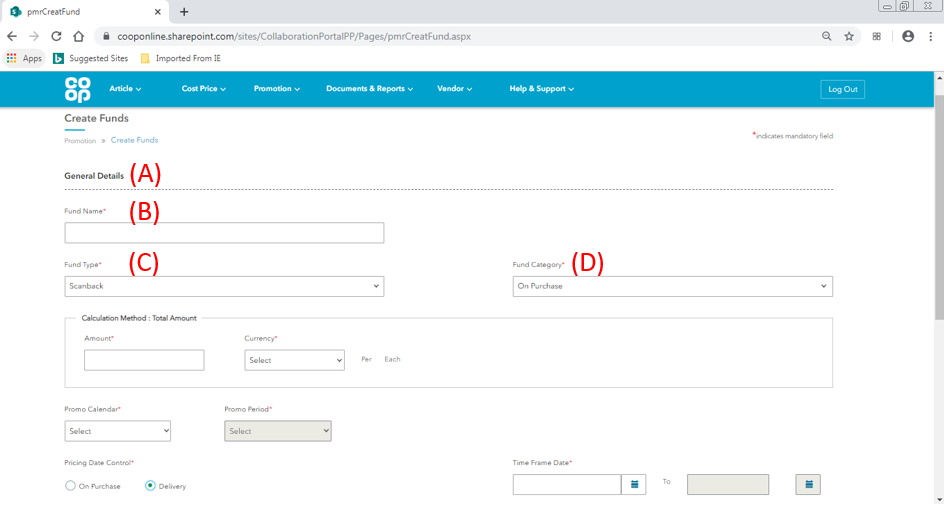 pmrCreatFund
cooponline.sharepoint.com/sites/CollaborationPortalPP/Pages/pmrCreatFund.aspx
Apps Suggested Sites Imported From IE
CO OP Article Cost Price Promotion Documents & Reports Vendor Help & Support Log Out
Create Funds
Promotion » Create Funds
*indicates mandatory field
General Details (A)
Fund Name* (B)
Fund Type* (C) Fund Category* (D)
Scanback On Purchase
Calculation Method : Total Amount
Amount* Currency*
Select Per Each
Promo Calendar* Promo Period*
Select Select
Pricing Date Control* Time Frame Date*
On Purchase Delivery To